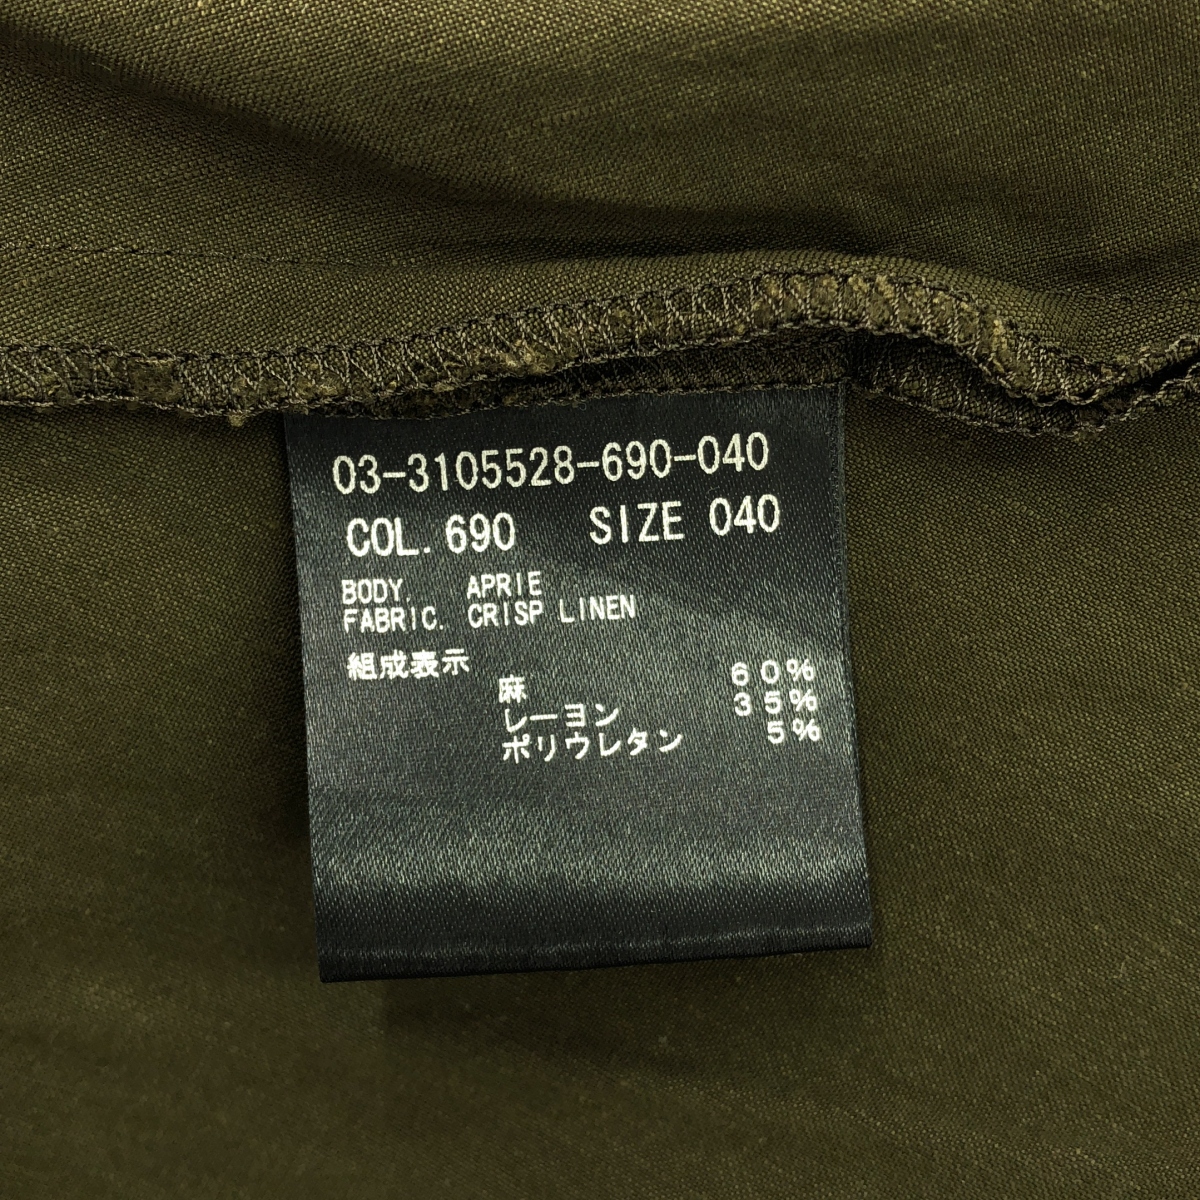 03-3105528-690-040
COL. 690 SIZE 040
BODY. APRIE
FABRIC. CRISP LINEN
組成表示
麻 60%
レーヨン 35%
ポリウレタン 5%